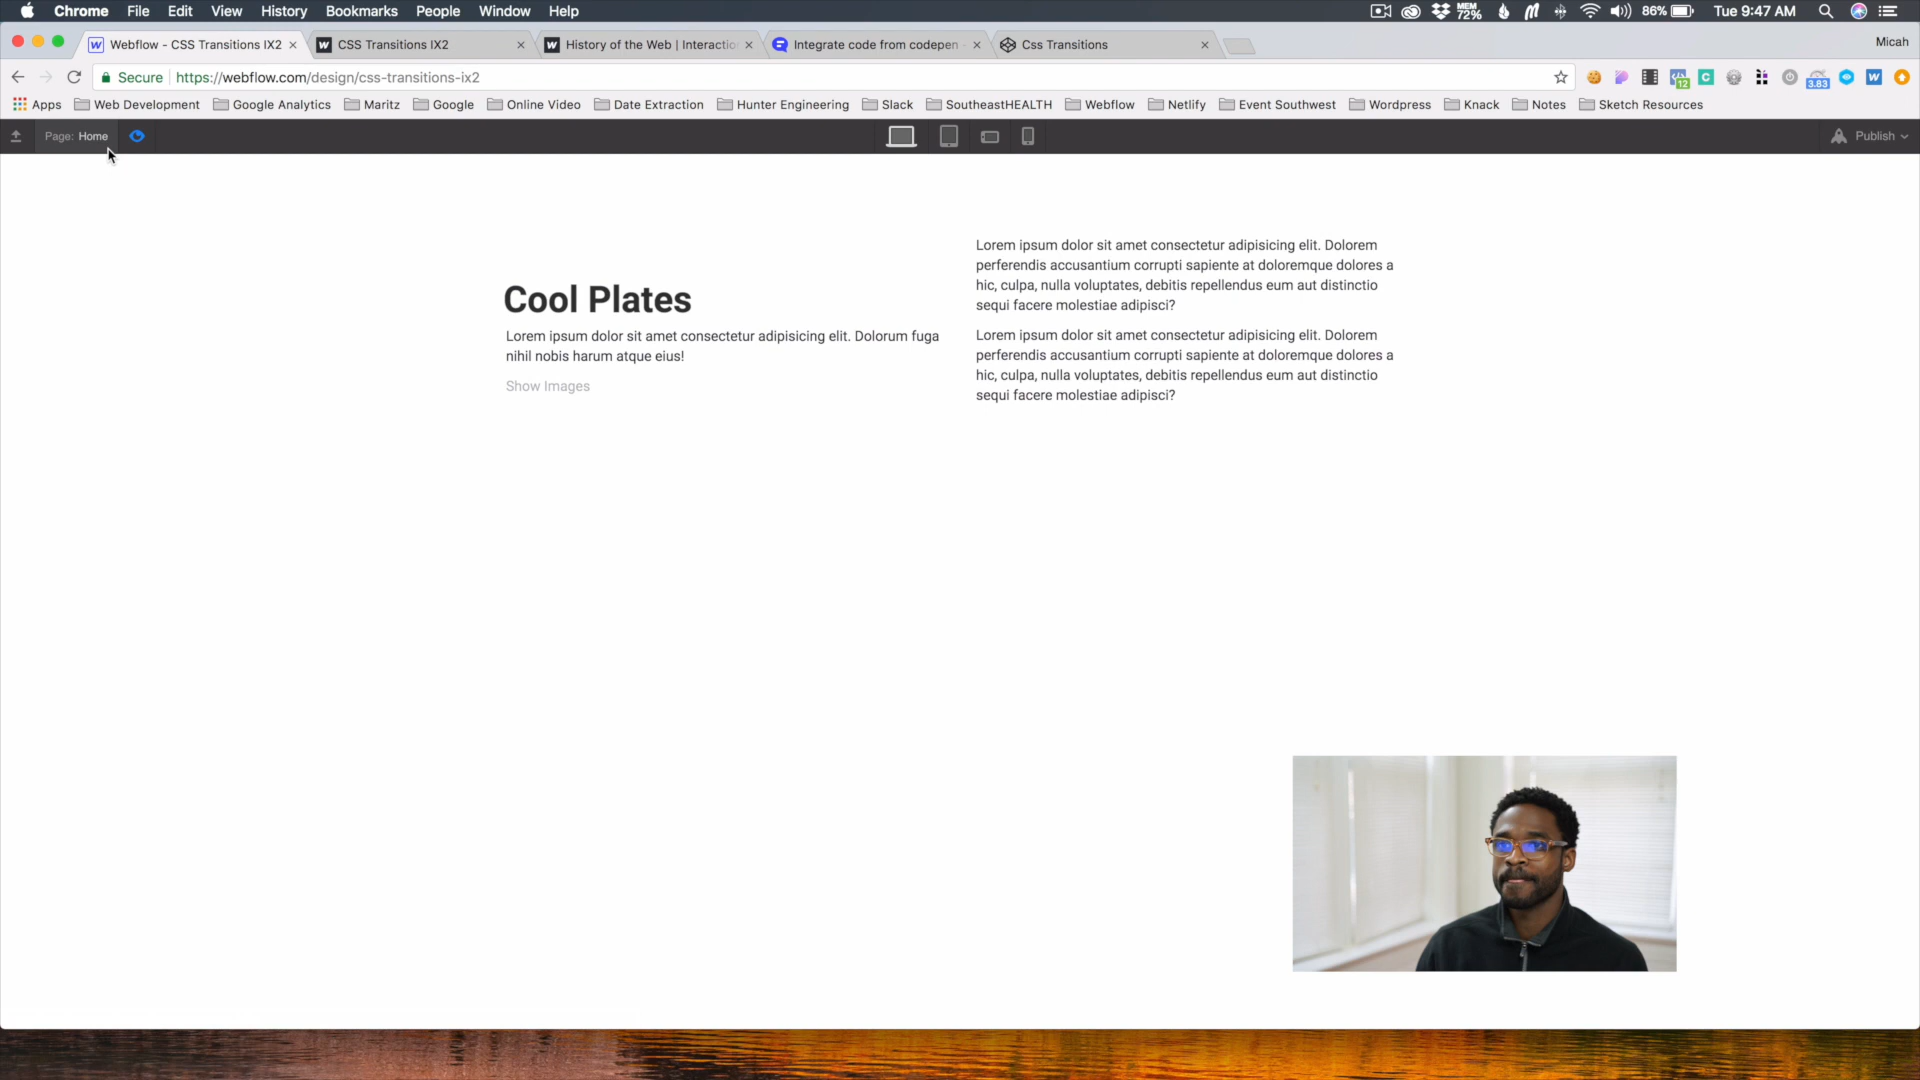 Chrome File Edit View History Bookmarks People Window Help MEM 72% 86% Tue 9:47 AM
Webflow - CSS Transitions IX2 CSS Transitions IX2 History of the Web | Interactio Integrate code from codepen - Css Transitions Micah
Secure https://webflow.com/design/css-transitions-ix2 12 3.83
Apps Web Development Google Analytics Maritz Google Online Video Date Extraction Hunter Engineering Slack SoutheastHEALTH Webflow Netlify Event Southwest Wordpress Knack Notes Sketch Resources
Page: Home Publish
Cool Plates
Lorem ipsum dolor sit amet consectetur adipisicing elit. Dolorum fuga
nihil nobis harum atque eius!
Show Images
Lorem ipsum dolor sit amet consectetur adipisicing elit. Dolorem
perferendis accusantium corrupti sapiente at doloremque dolores a
hic, culpa, nulla voluptates, debitis repellendus eum aut distinctio
sequi facere molestiae adipisci?
Lorem ipsum dolor sit amet consectetur adipisicing elit. Dolorem
perferendis accusantium corrupti sapiente at doloremque dolores a
hic, culpa, nulla voluptates, debitis repellendus eum aut distinctio
sequi facere molestiae adipisci?